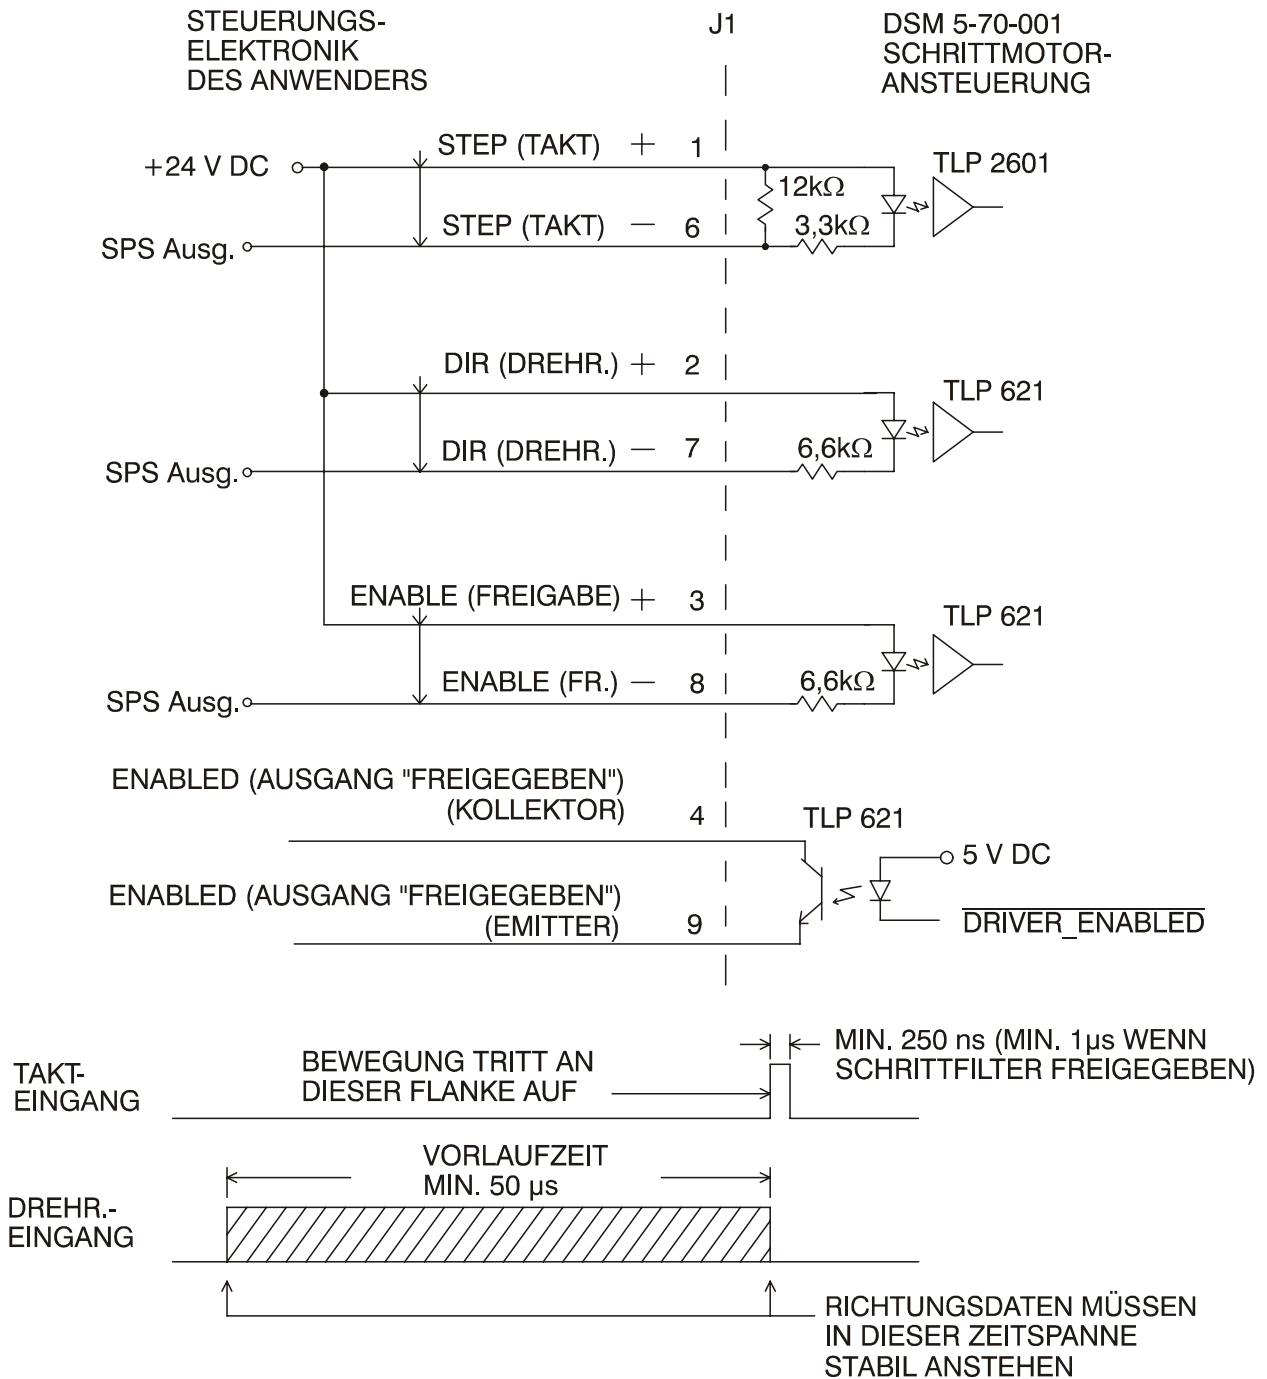 STEUERUNGS-
ELEKTRONIK
DES ANWENDERS
J1
DSM 5-70-001
SCHRITTMOTOR-
ANSTEUERUNG
+24 V DC
STEP (TAKT) + 1
TLP 2601
12kΩ
SPS Ausg.
STEP (TAKT) — 6
3,3kΩ
DIR (DREHR.) + 2
TLP 621
SPS Ausg.
DIR (DREHR.) — 7
6,6kΩ
ENABLE (FREIGABE) + 3
TLP 621
SPS Ausg.
ENABLE (FR.) — 8
6,6kΩ
ENABLED (AUSGANG "FREIGEGEBEN")
(KOLLEKTOR) 4
TLP 621
5 V DC
ENABLED (AUSGANG "FREIGEGEBEN")
(EMITTER) 9
DRIVER_ENABLED
TAKT-
EINGANG
BEWEGUNG TRITT AN
DIESER FLANKE AUF
MIN. 250 ns (MIN. 1µs WENN
SCHRITTFILTER FREIGEGEBEN)
DREHR.-
EINGANG
VORLAUFZEIT
MIN. 50 µs
RICHTUNGSDATEN MÜSSEN
IN DIESER ZEITSPANNE
STABIL ANSTEHEN